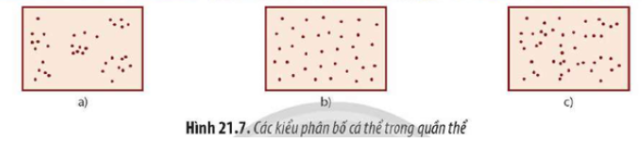 a) b) c)
Hình 21.7. Các kiểu phân bố cá thể trong quần thể